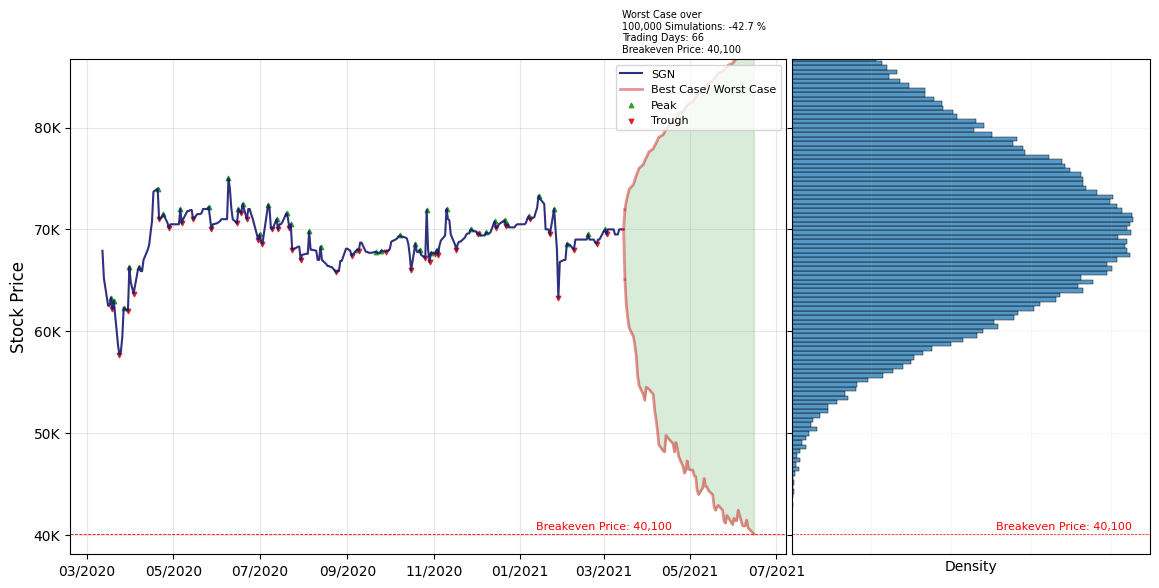 Worst Case over
100,000 Simulations: -42.7 %
Trading Days: 66
Breakeven Price: 40,100
SGN
Best Case/ Worst Case
Peak
Trough
Stock Price
80K
70K
60K
50K
40K
Breakeven Price: 40,100
Breakeven Price: 40,100
03/2020 05/2020 07/2020 09/2020 11/2020 01/2021 03/2021 05/2021 07/2021
Density